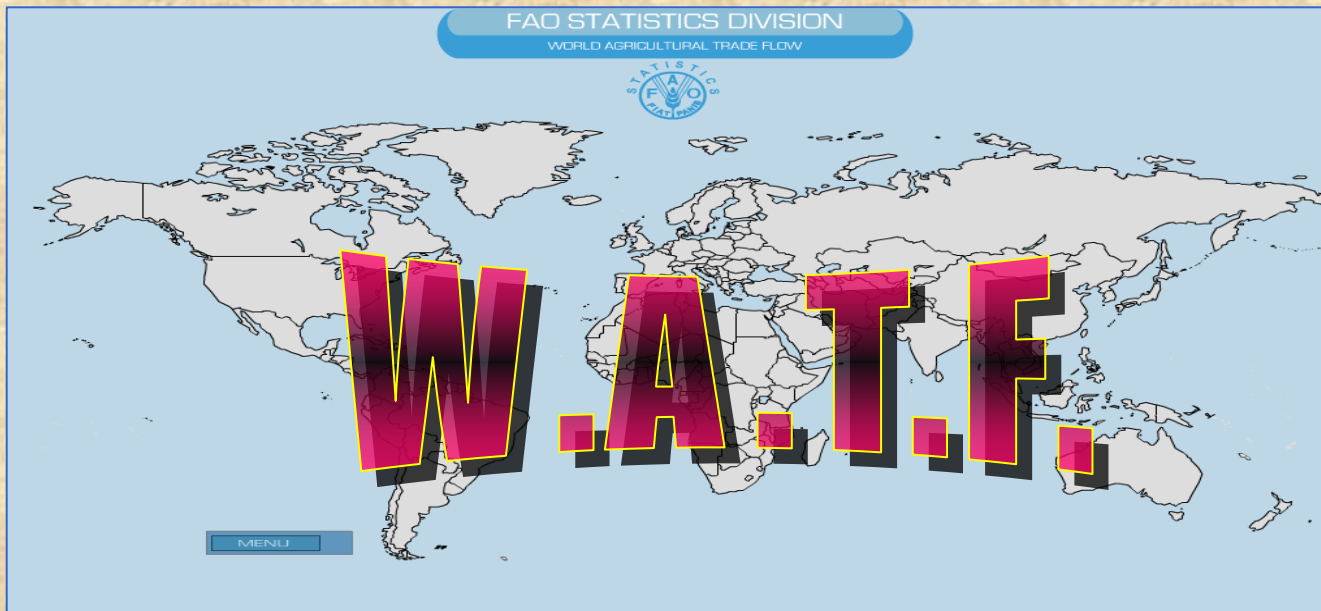 FAO STATISTICS DIVISION
WORLD AGRICULTURAL TRADE FLOW
STATISTICS
FAO
FIAT PANIS
W.A.T.F.
MENU